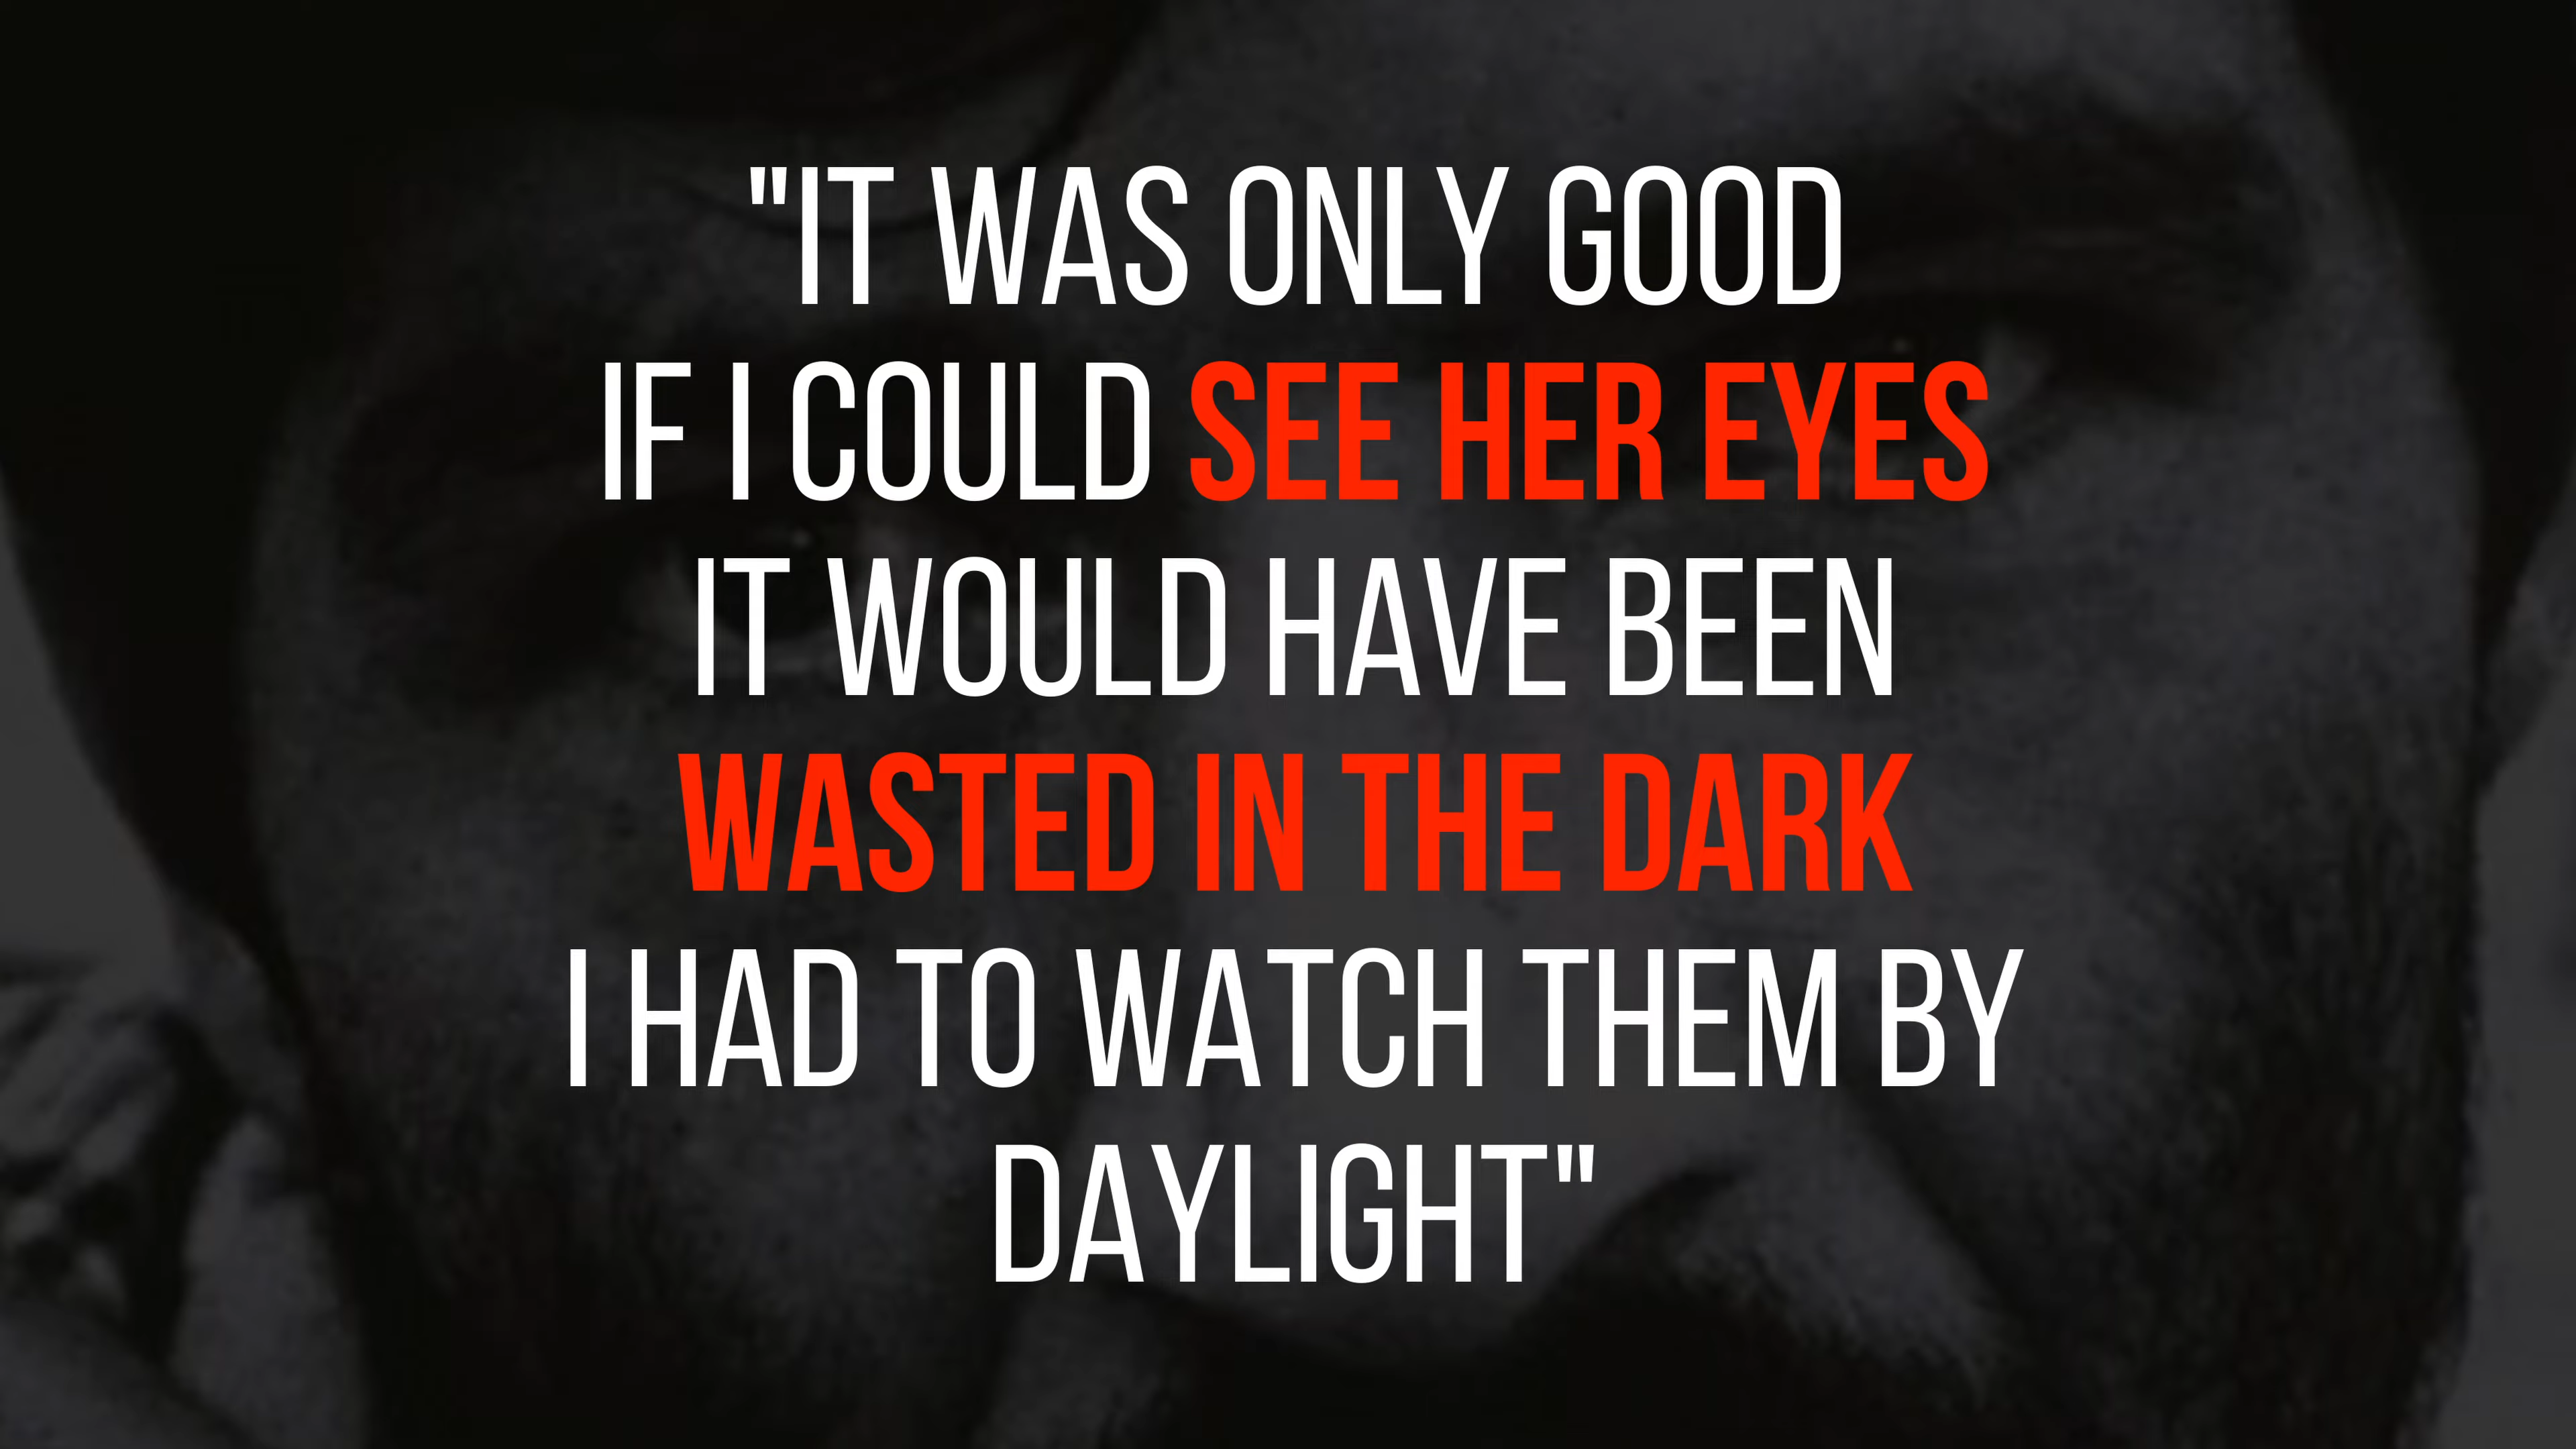 "IT WAS ONLY GOOD
IF I COULD SEE HER EYES
IT WOULD HAVE BEEN
WASTED IN THE DARK
I HAD TO WATCH THEM BY
DAYLIGHT"